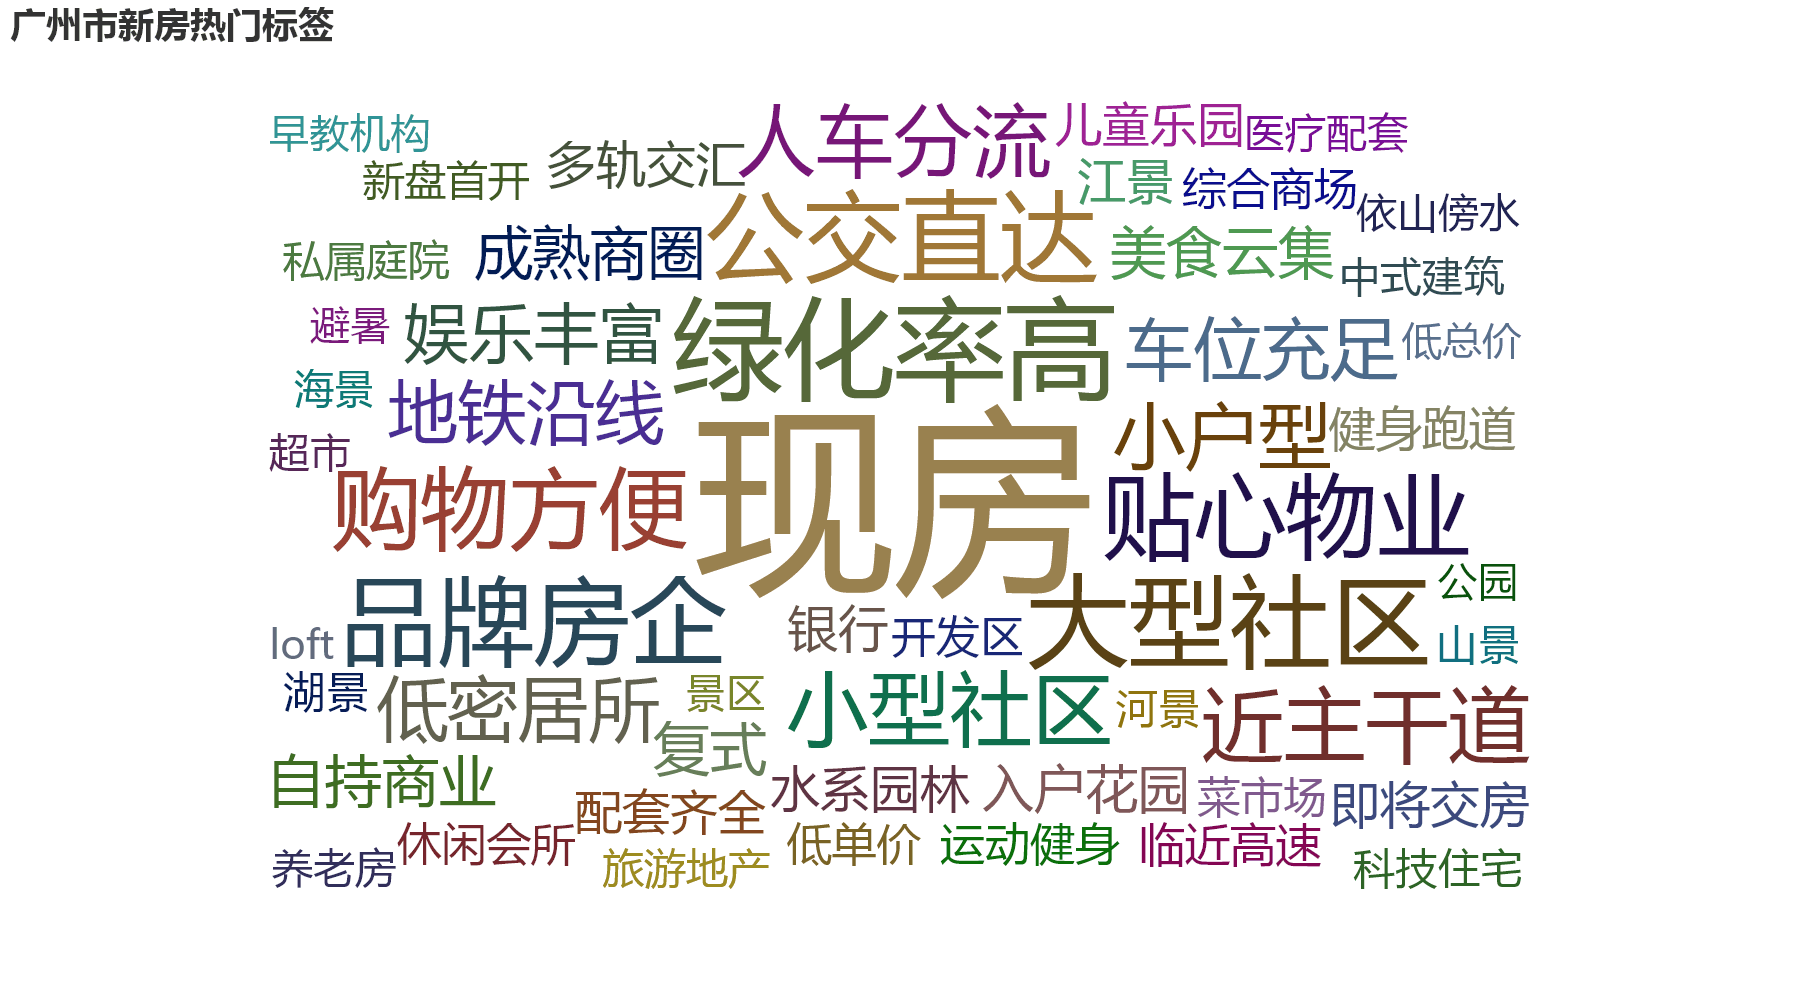 广州市新房热门标签
早教机构
新盘首开
多轨交汇
人车分流
儿童乐园
医疗配套
江景
综合商场
依山傍水
私属庭院
成熟商圈
公交直达
美食云集
中式建筑
避暑
娱乐丰富
绿化率高
车位充足
低总价
海景
地铁沿线
现房
小户型
健身跑道
超市
购物方便
贴心物业
公园
loft
品牌房企
银行
开发区
大型社区
山景
湖景
低密居所
景区
小型社区
河景
近主干道
复式
自持商业
水系园林
入户花园
菜市场
即将交房
配套齐全
休闲会所
低单价
运动健身
临近高速
养老房
旅游地产
科技住宅